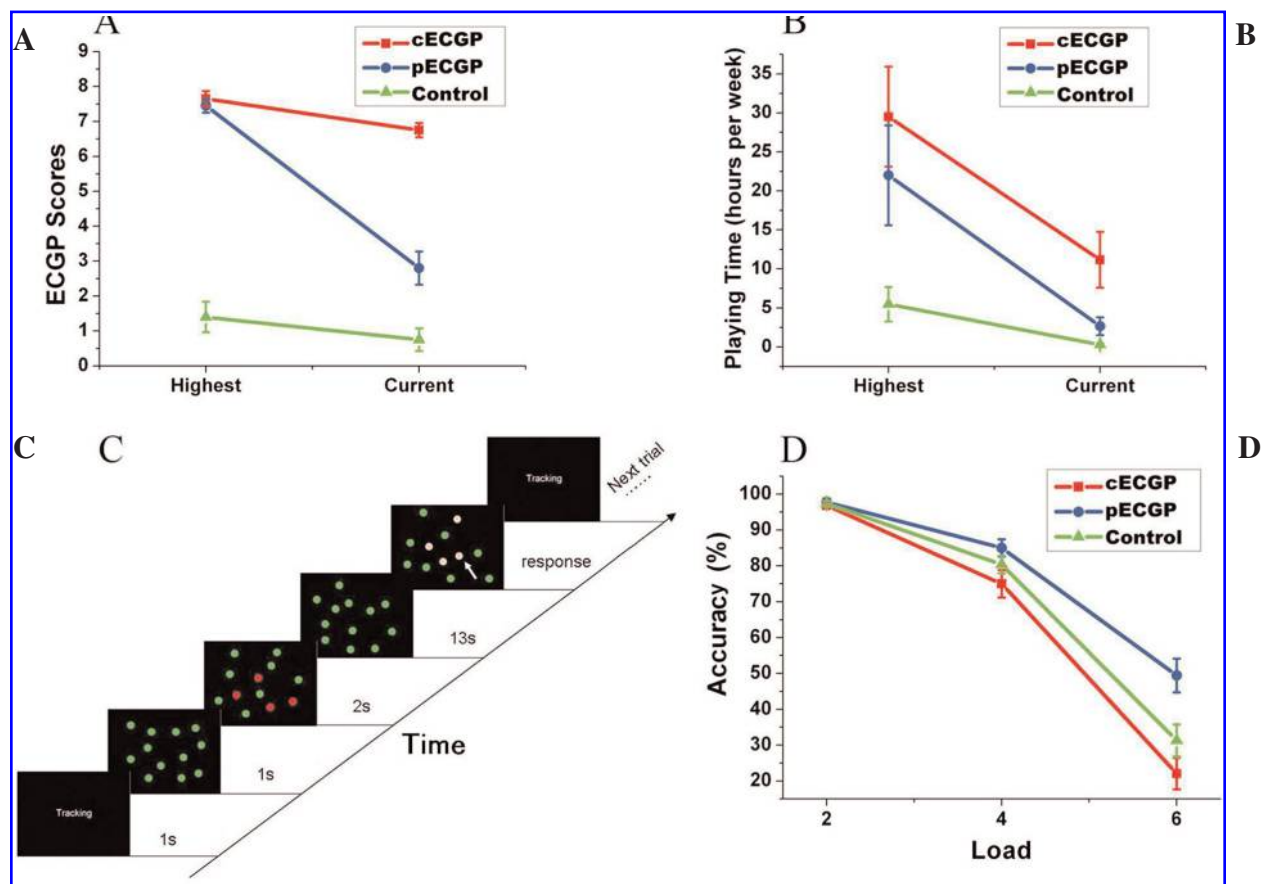 A
A
cECGP
pECGP
Control
9
8
7
6
5
4
3
2
1
0
ECGP Scores
Highest
Current
B
B
cECGP
pECGP
Control
35
30
25
20
15
10
5
0
Playing Time (hours per week)
Highest
Current
C
C
Tracking
1s
1s
2s
13s
response
Tracking
Next trial
......
Time
D
D
cECGP
pECGP
Control
100
90
80
70
60
50
40
30
20
Accuracy (%)
2
4
6
Load